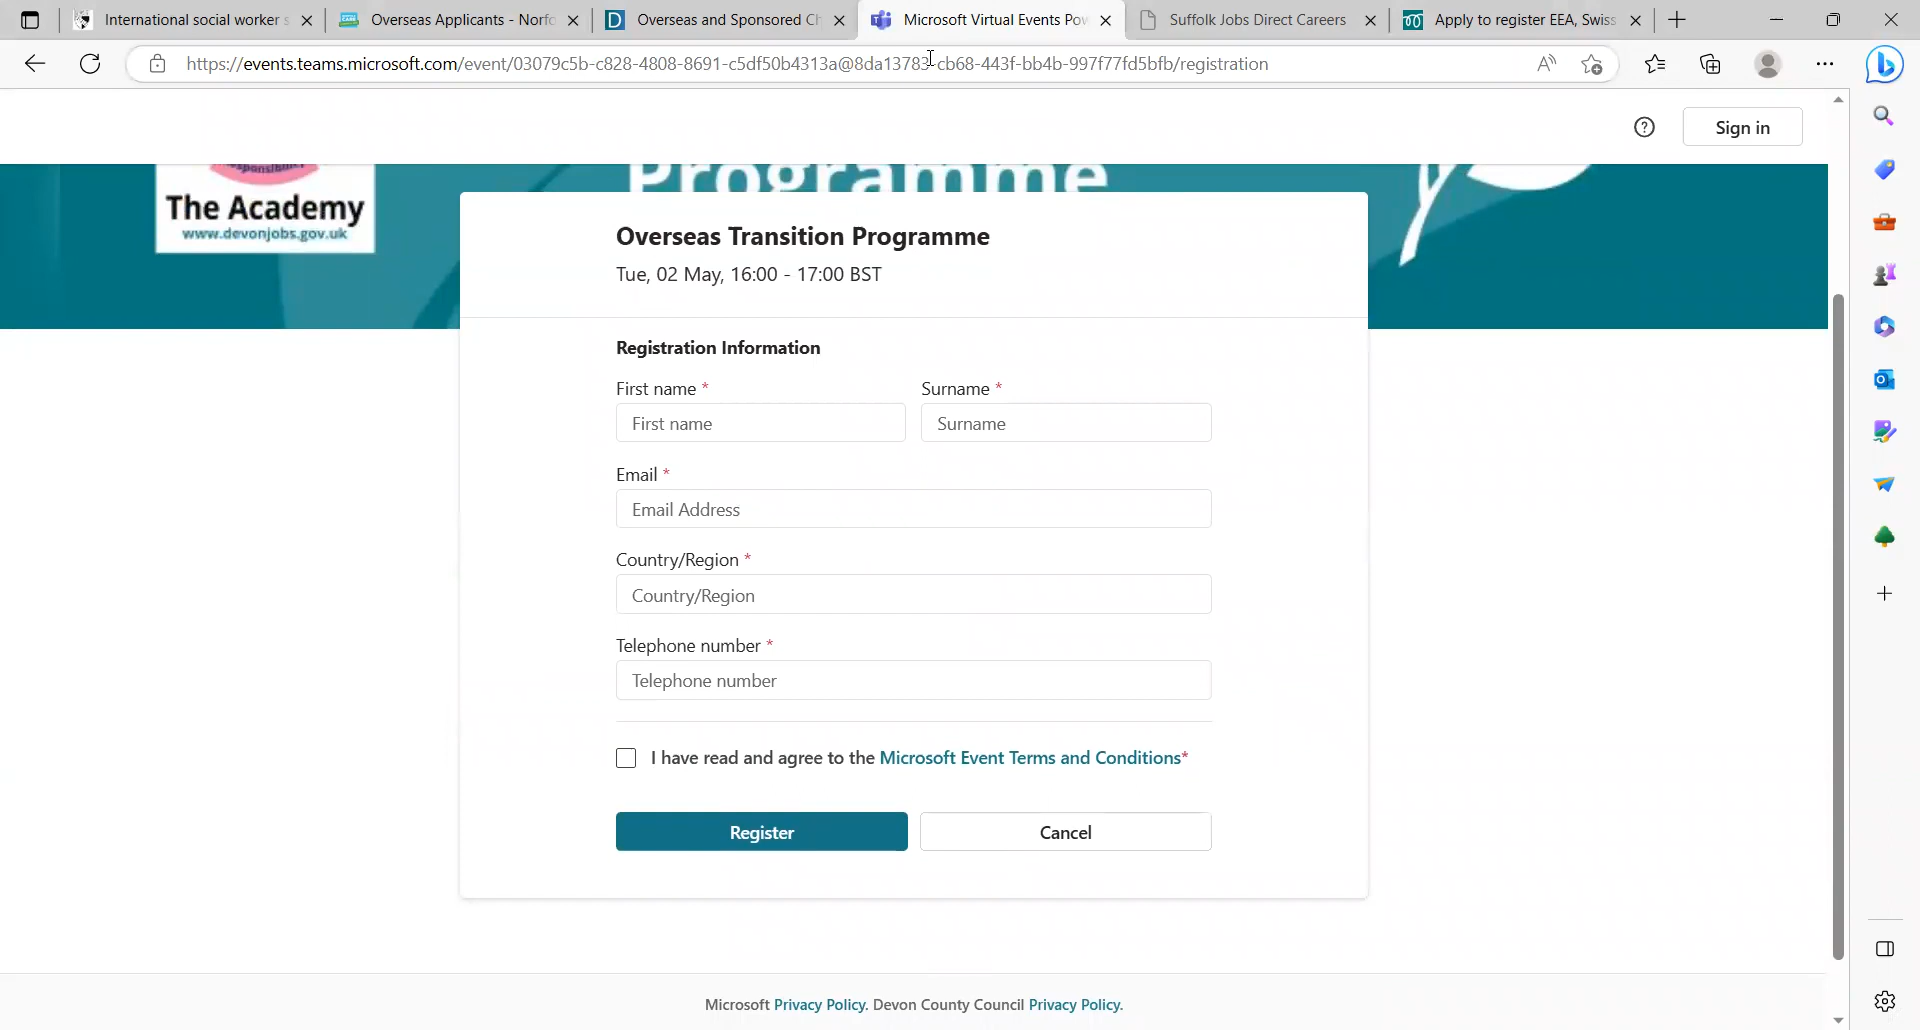 International social worker s
Overseas Applicants - Norfo
Overseas and Sponsored Ch
Microsoft Virtual Events Pow
Suffolk Jobs Direct Careers
Apply to register EEA, Swiss
https://events.teams.microsoft.com/event/03079c5b-c828-4808-8691-c5df50b4313a@8da13783-cb68-443f-bb4b-997f77fd5bfb/registration
Sign in
responsibility
The Academy
www.devonjobs.gov.uk
Programme
Overseas Transition Programme
Tue, 02 May, 16:00 - 17:00 BST
Registration Information
First name *
Surname *
First name
Surname
Email *
Email Address
Country/Region *
Country/Region
Telephone number *
Telephone number
I have read and agree to the Microsoft Event Terms and Conditions*
Register
Cancel
Microsoft Privacy Policy. Devon County Council Privacy Policy.